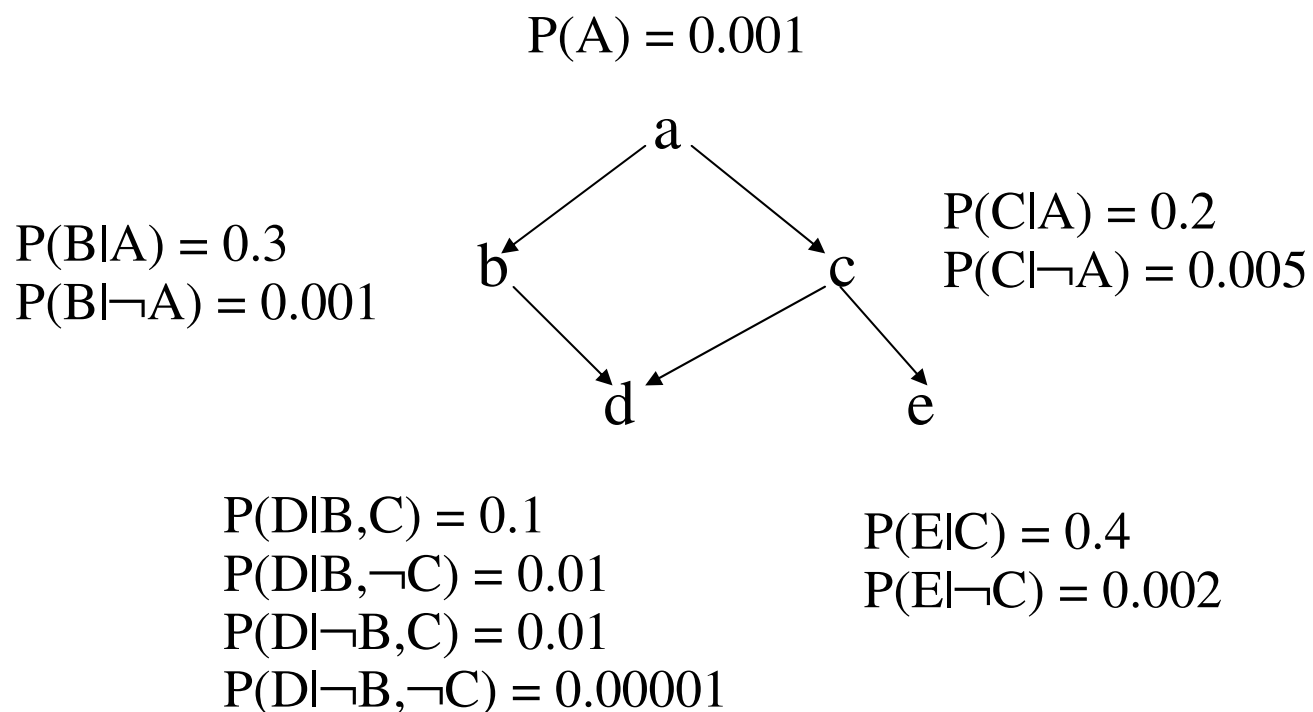 P(A) = 0.001
a
P(B|A) = 0.3
P(B|¬A) = 0.001
b
c
P(C|A) = 0.2
P(C|¬A) = 0.005
d
e
P(D|B,C) = 0.1
P(D|B,¬C) = 0.01
P(D|¬B,C) = 0.01
P(D|¬B,¬C) = 0.00001
P(E|C) = 0.4
P(E|¬C) = 0.002